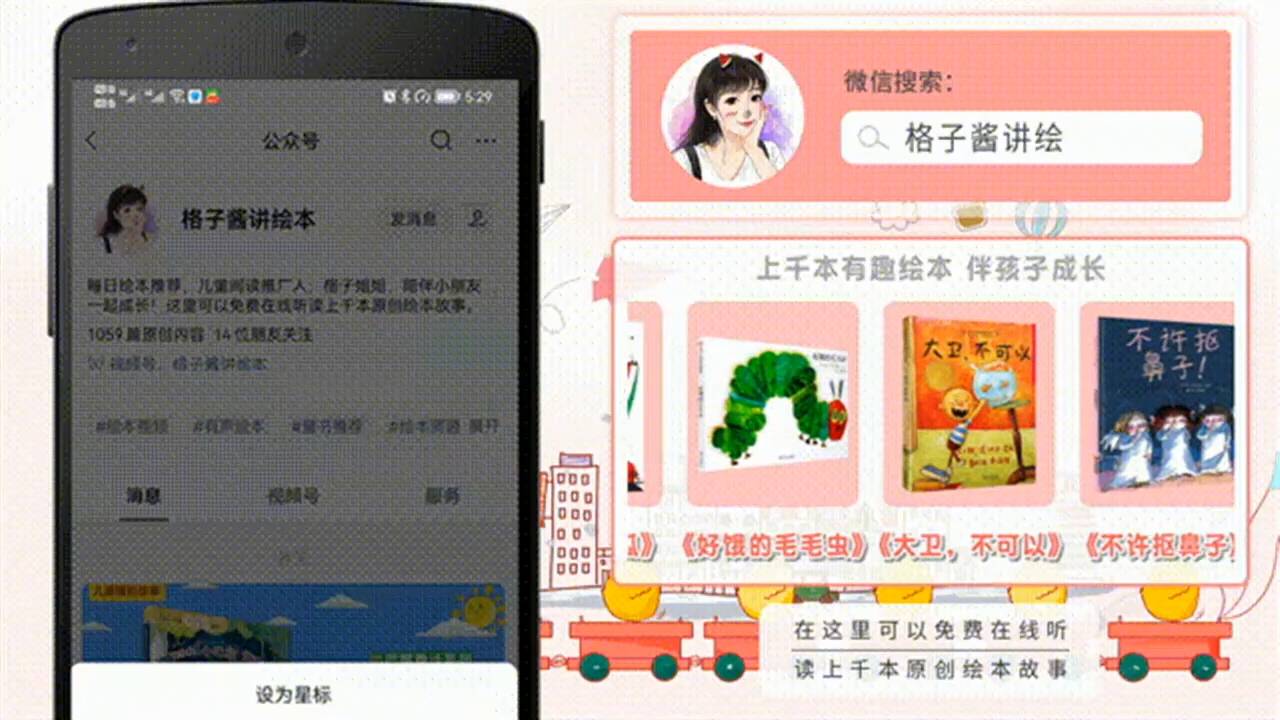 5:29
公众号
格子酱讲绘本
发消息
每日绘本推荐，儿童阅读推广人，格子姐姐，陪伴小朋友
一起成长！这里可以免费在线听读上千本原创绘本故事。
1059篇原创内容 14位朋友关注
视频号：格子酱讲绘本
#绘本视频 #有声绘本 #童书推荐 #绘本资源 展开
消息 视频号 服务
设为星标
微信搜索：
格子酱讲绘
上千本有趣绘本 伴孩子成长
大卫，不可以
不许抠
鼻子！
《好饿的毛毛虫》《大卫，不可以》《不许抠鼻子》
在这里可以免费在线听
读上千本原创绘本故事